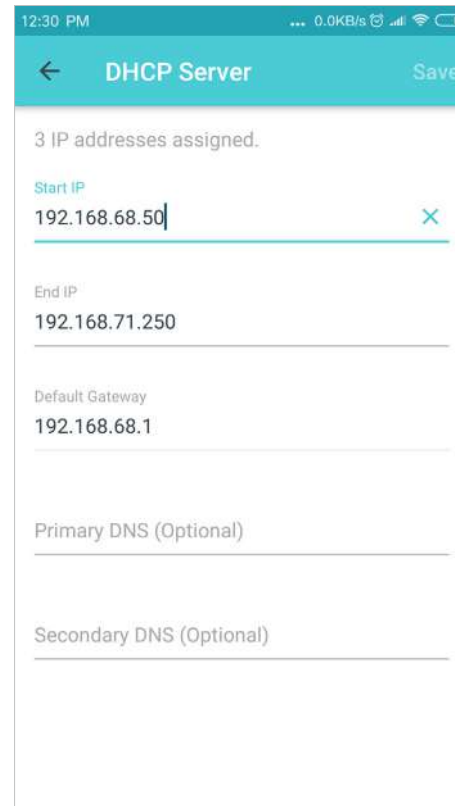 12:30 PM ... 0.0KB/s
DHCP Server Save
3 IP addresses assigned.
Start IP
192.168.68.50
End IP
192.168.71.250
Default Gateway
192.168.68.1
Primary DNS (Optional)
Secondary DNS (Optional)